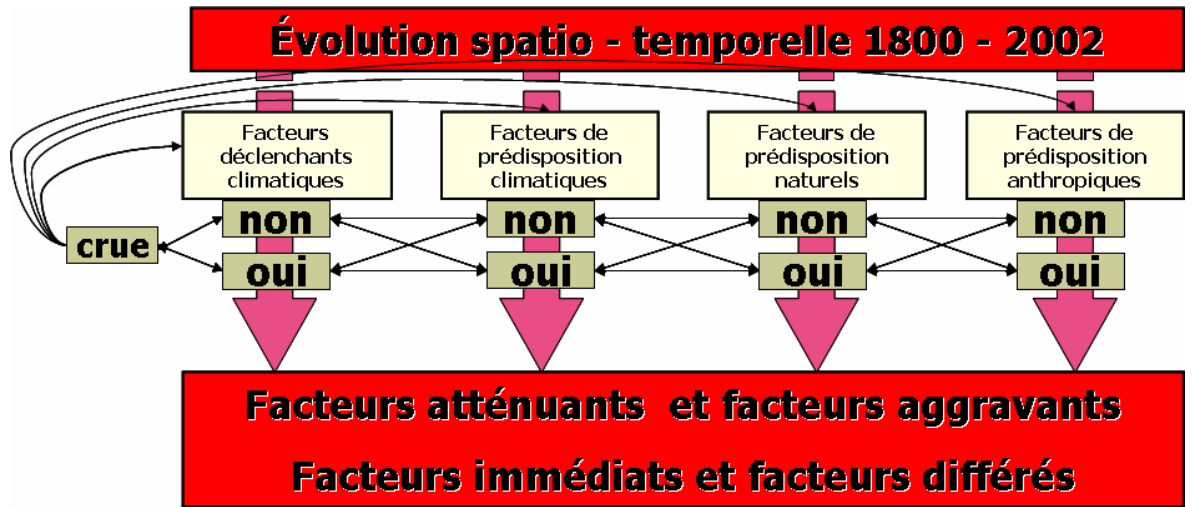 Évolution spatio - temporelle 1800 - 2002
Facteurs
déclenchants
climatiques
Facteurs de
prédisposition
climatiques
Facteurs de
prédisposition
naturels
Facteurs de
prédisposition
anthropiques
non
non
non
non
crue
oui
oui
oui
oui
Facteurs atténuants et facteurs aggravants
Facteurs immédiats et facteurs différés